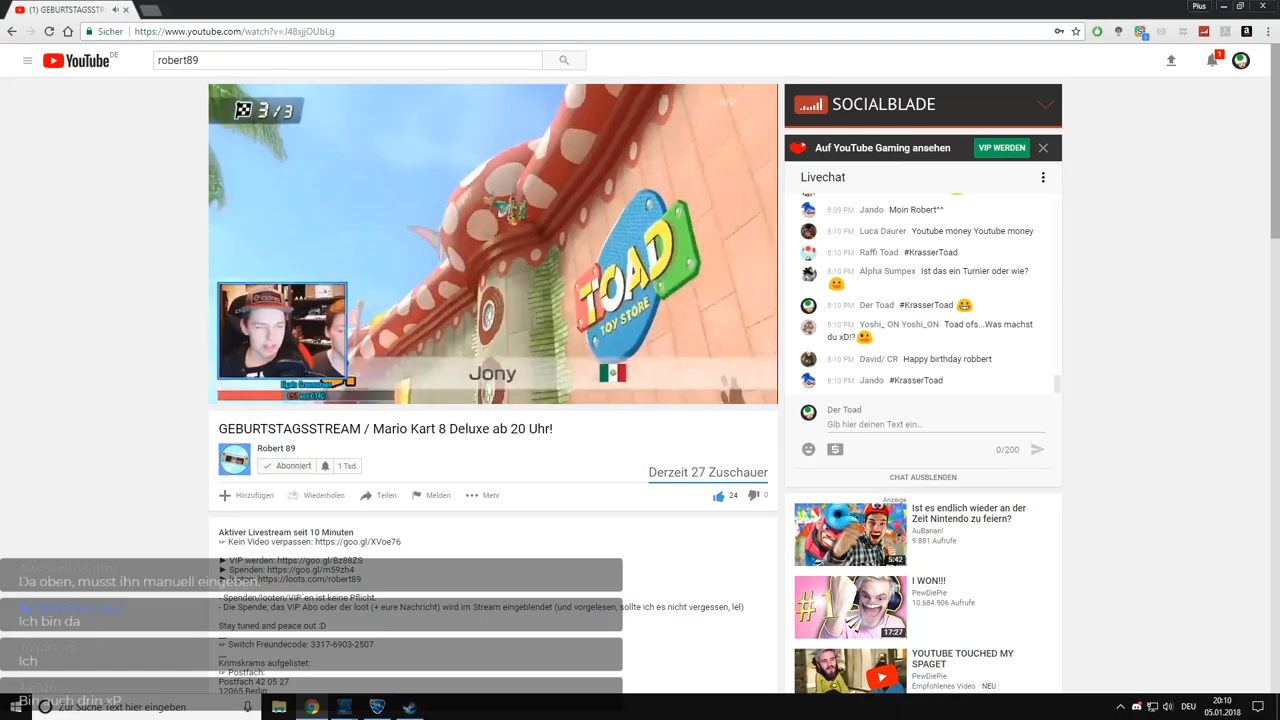 (1) GEBURTSTAGSSTR
Plus
Sicher
https://www.youtube.com/watch?v=J48sjjOUbLg
YouTube
DE
robert89
1
3/3
LIVE
TOAD
TOY STORE
Jony
GEBURTSTAGSSTREAM / Mario Kart 8 Deluxe ab 20 Uhr!
Robert 89
Abonniert
1 Tsd.
Derzeit 27 Zuschauer
Hinzufügen
Wiederholen
Teilen
Melden
Mehr
24
0
Aktiver Livestream seit 10 Minuten
Kein Video verpassen: https://goo.gl/XVoe76
► VIP werden: https://goo.gl/Bz88ZS
► Spenden: https://goo.gl/m59zh4
https://loots.com/robert89
- Spenden/looten/VIP´en ist keine Pflicht.
- Die Spende, das VIP Abo oder der loot (+ eure Nachricht) wird im Stream eingeblendet (und vorgelesen, sollte ich es nicht vergessen, lel)
Stay tuned and peace out :D
Switch Freundecode: 3317-6903-2507
Krimskrams aufgelistet:
Postfach:
Postfach 42 05 27
12065 Berlin
Da oben, musst ihn manuell eingeben.
Ich bin da
Ich
Bin auch drin xP
SOCIALBLADE
Auf YouTube Gaming ansehen
VIP WERDEN
Livechat
8:09 PM Jando Moin Robert^^
8:10 PM Luca Daurer Youtube money Youtube money
8:10 PM Raffi Toad #KrasserToad
8:10 PM Alpha Sumpex Ist das ein Turnier oder wie?
8:10 PM Der Toad #KrasserToad
8:10 PM Yoshi_ ON Yoshi_ON Toad ofs...Was machst
du xD!?
8:10 PM David/ CR Happy birthday robbert
8:10 PM Jando #KrasserToad
Der Toad
Gib hier deinen Text ein...
0/200
CHAT AUSBLENDEN
Anzeige
Ist es endlich wieder an der
Zeit Nintendo zu feiern?
AuBanan!
9.881 Aufrufe
5:42
I WON!!!
PewDiePie
10.684.906 Aufrufe
17:27
YOUTUBE TOUCHED MY
SPAGET
PewDiePie
Empfohlenes Video
NEU
Zur Suche Text hier eingeben
DEU
20:10
05.01.2018